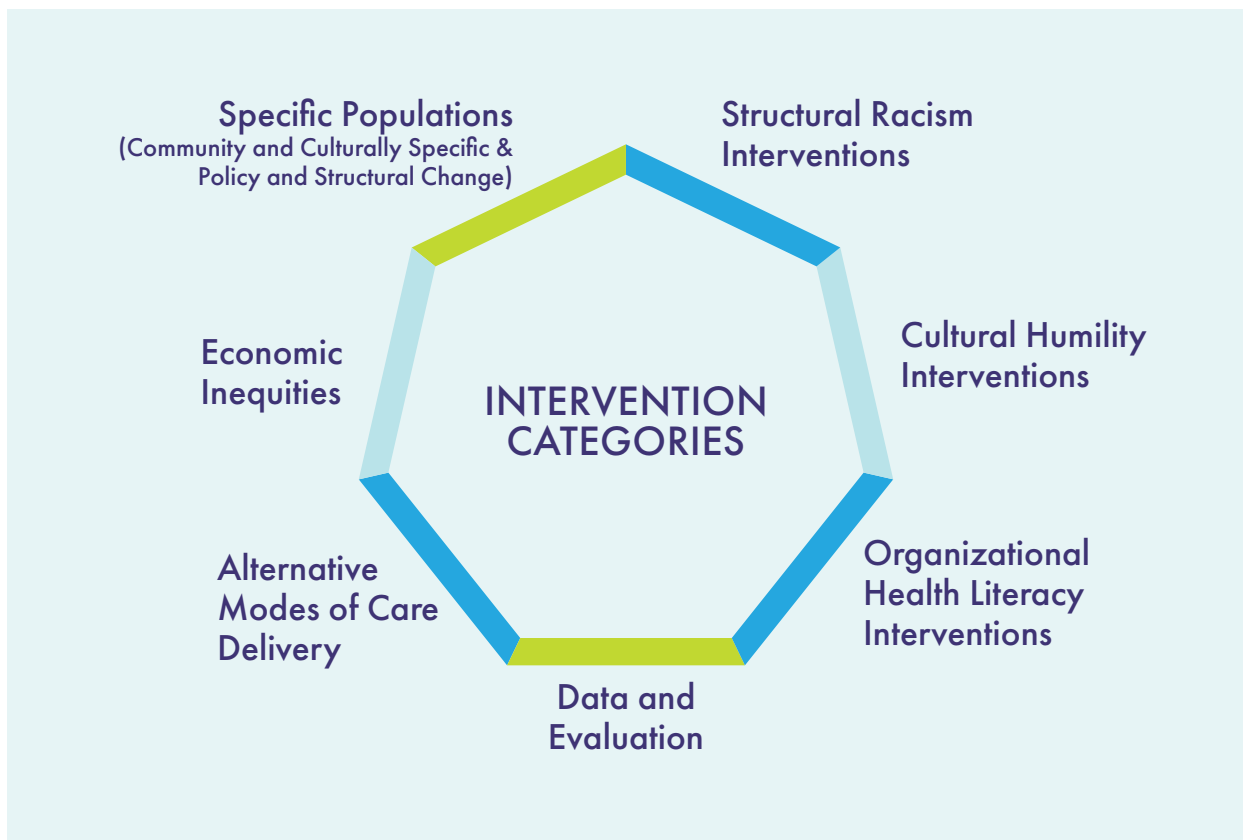 INTERVENTION
CATEGORIES
Structural Racism
Interventions
Cultural Humility
Interventions
Organizational
Health Literacy
Interventions
Data and
Evaluation
Alternative
Modes of Care
Delivery
Economic
Inequities
Specific Populations
(Community and Culturally Specific &
Policy and Structural Change)